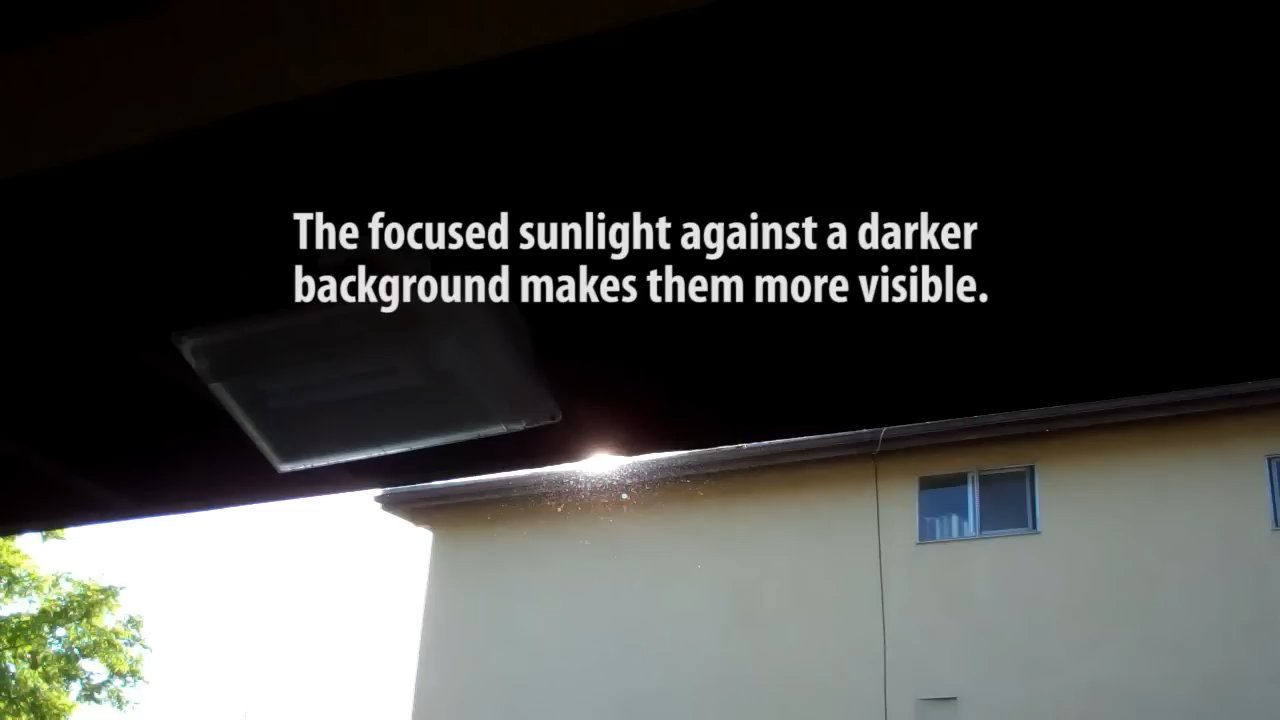 The focused sunlight against a darker
background makes them more visible.